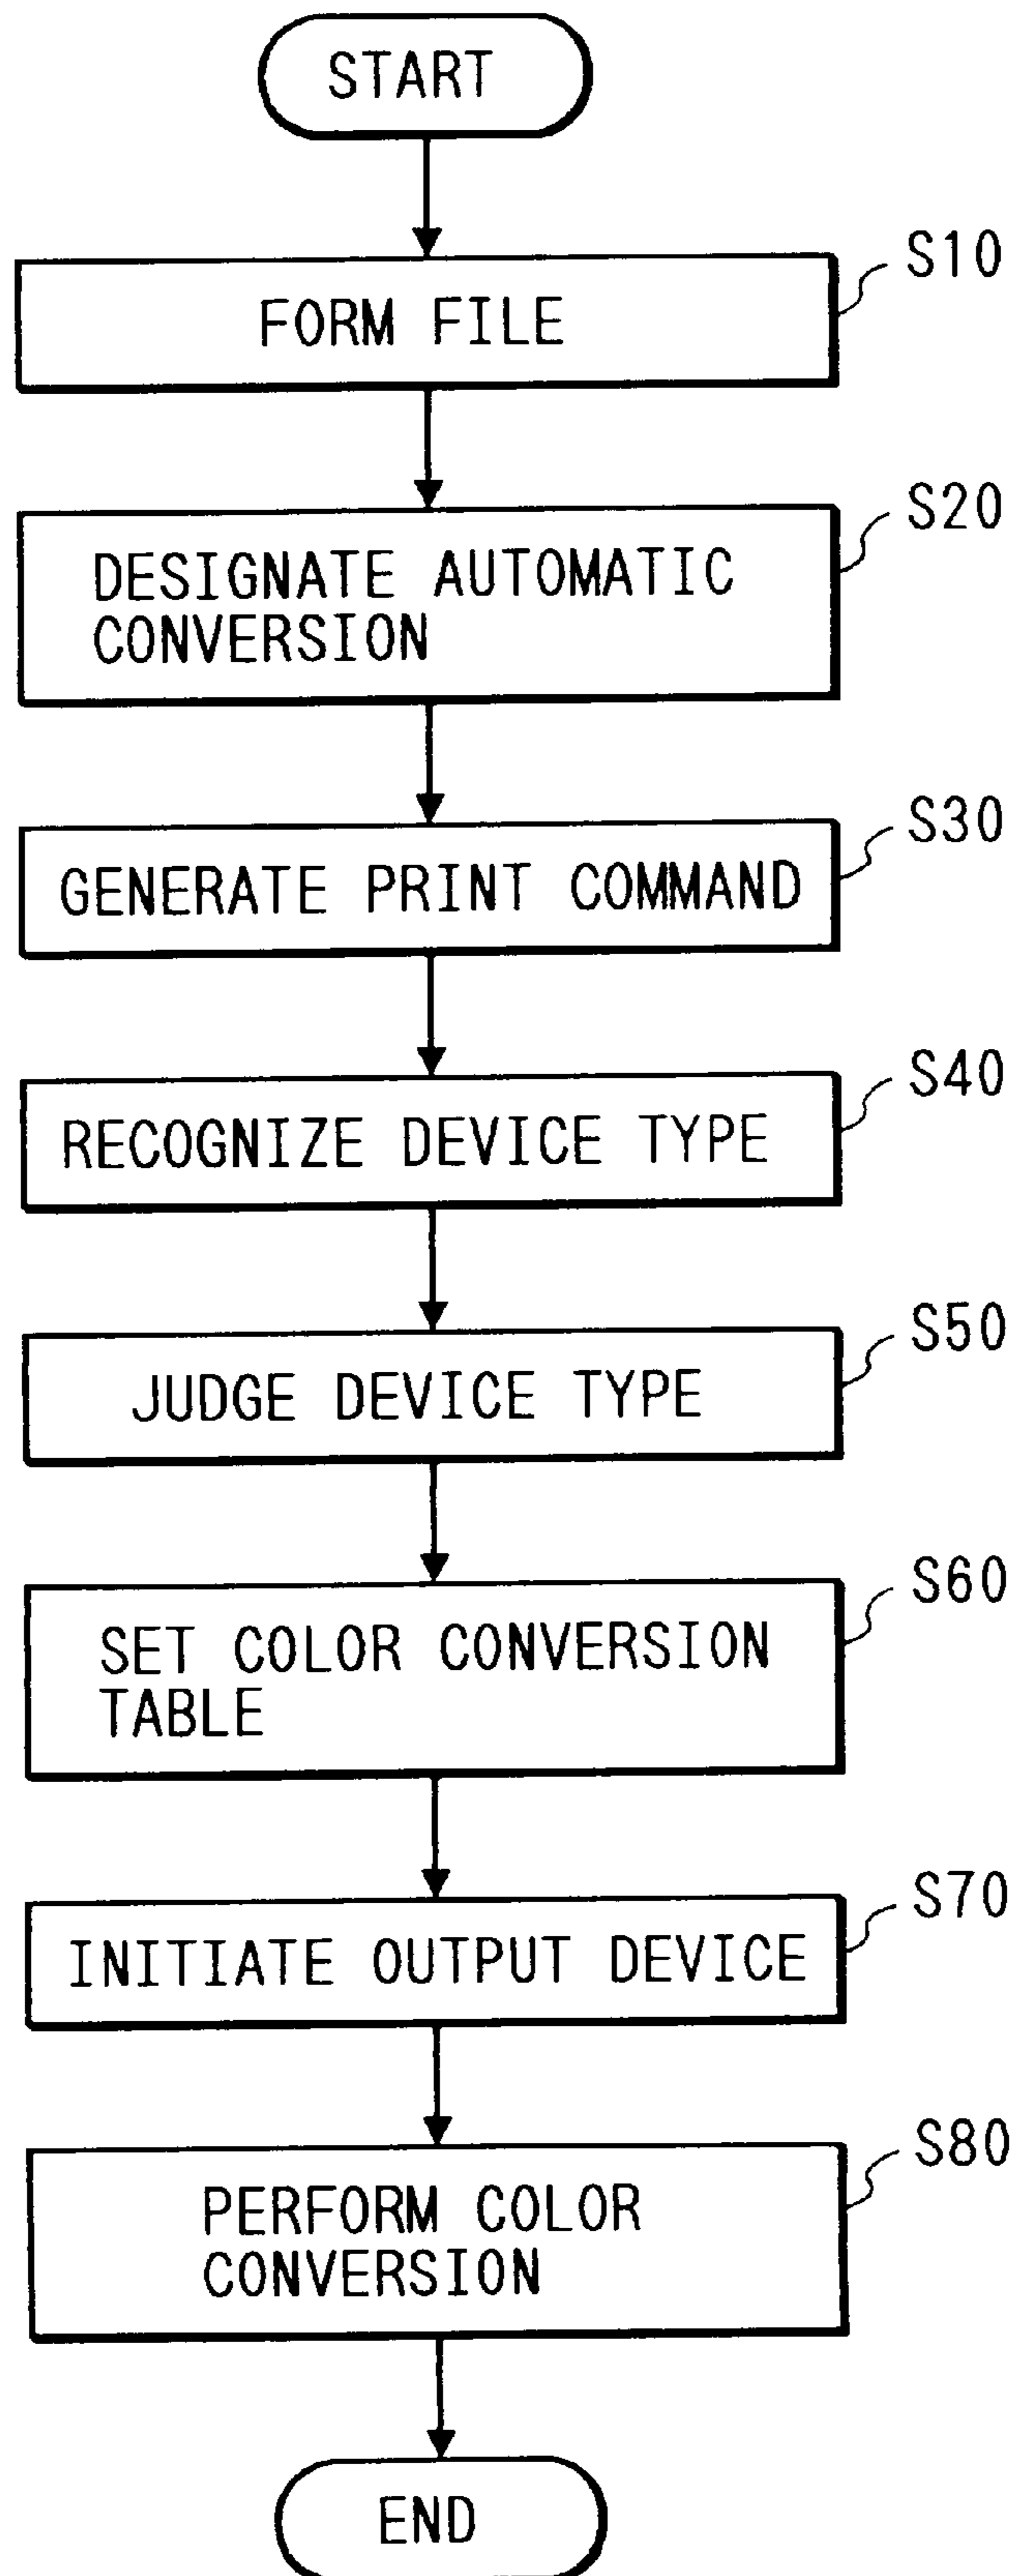 START
S10
FORM FILE
S20
DESIGNATE AUTOMATIC
CONVERSION
S30
GENERATE PRINT COMMAND
S40
RECOGNIZE DEVICE TYPE
S50
JUDGE DEVICE TYPE
S60
SET COLOR CONVERSION
TABLE
S70
INITIATE OUTPUT DEVICE
S80
PERFORM COLOR
CONVERSION
END